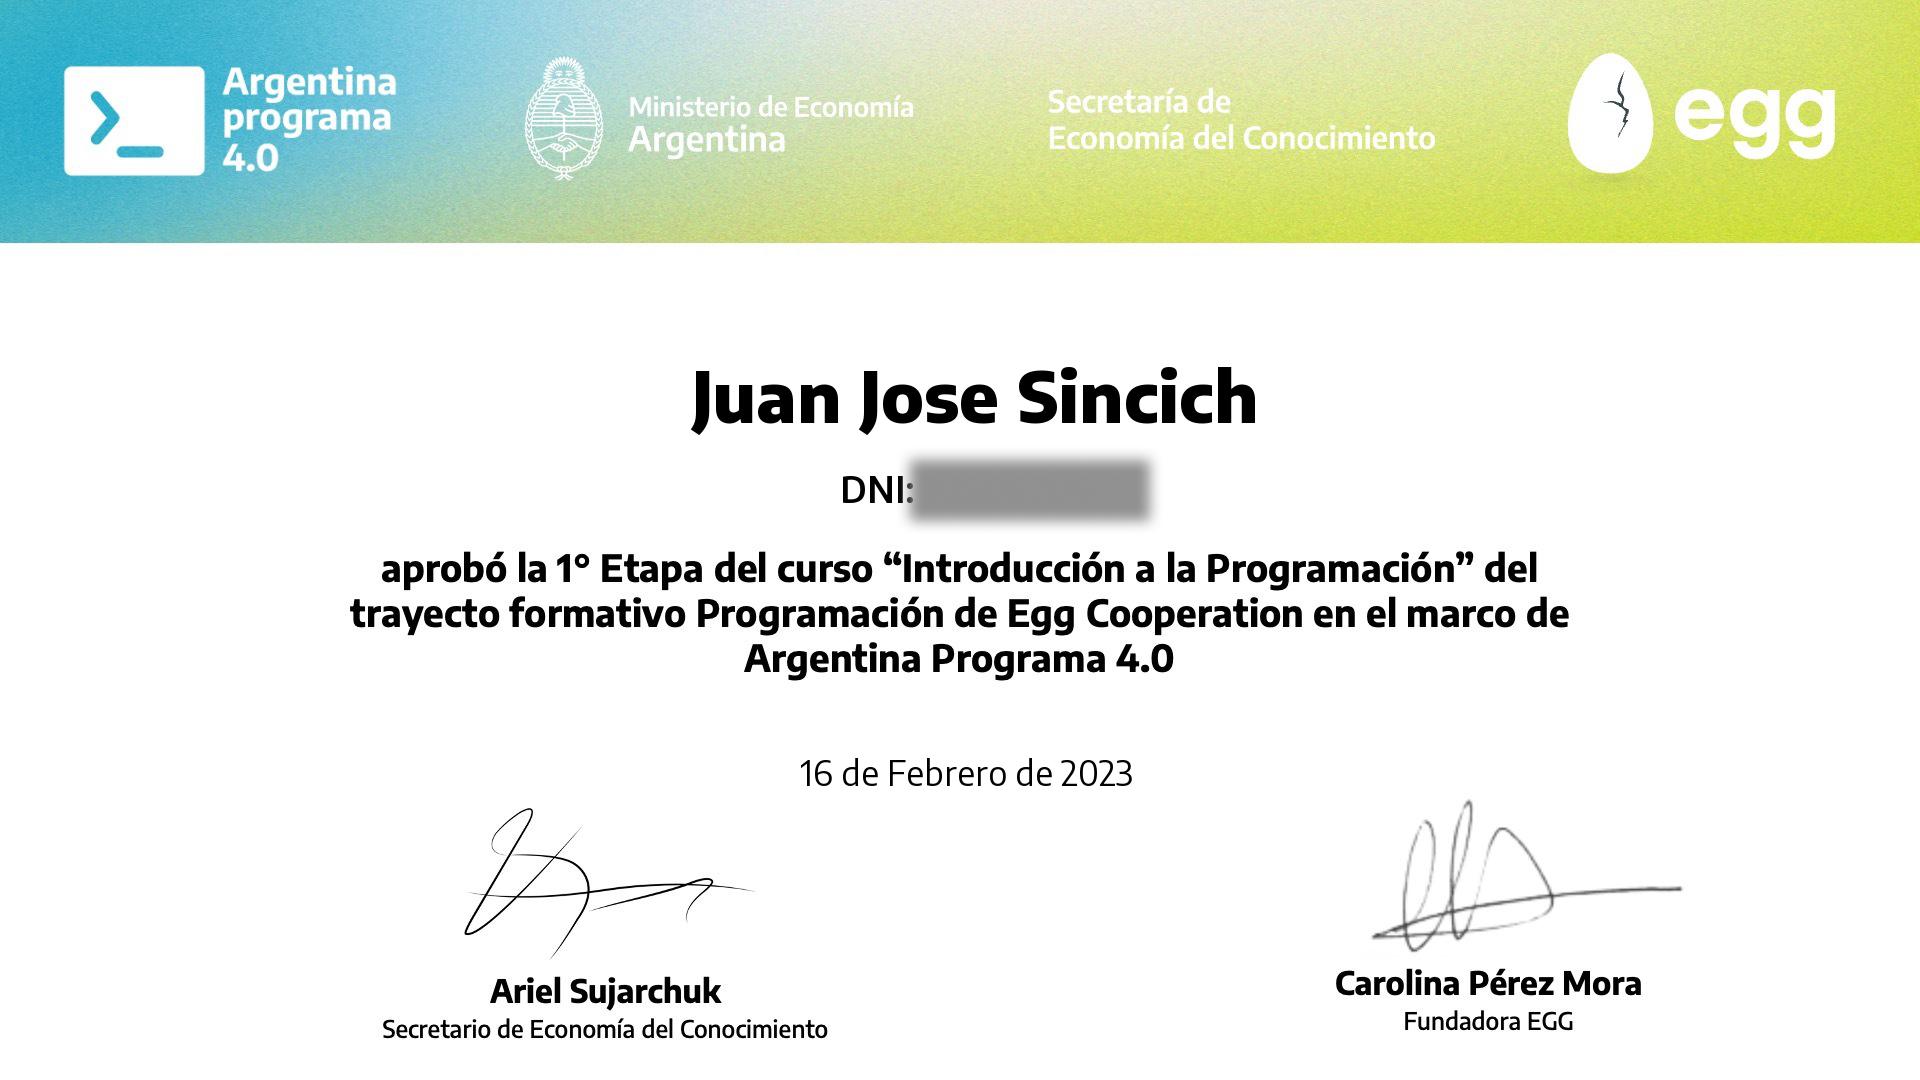 Argentina
programa
4.0
Ministerio de Economía
Argentina
Secretaría de
Economía del Conocimiento
egg
Juan Jose Sincich
DNI:
aprobó la 1° Etapa del curso “Introducción a la Programación” del
trayecto formativo Programación de Egg Cooperation en el marco de
Argentina Programa 4.0
16 de Febrero de 2023
Ariel Sujarchuk
Secretario de Economía del Conocimiento
Carolina Pérez Mora
Fundadora EGG